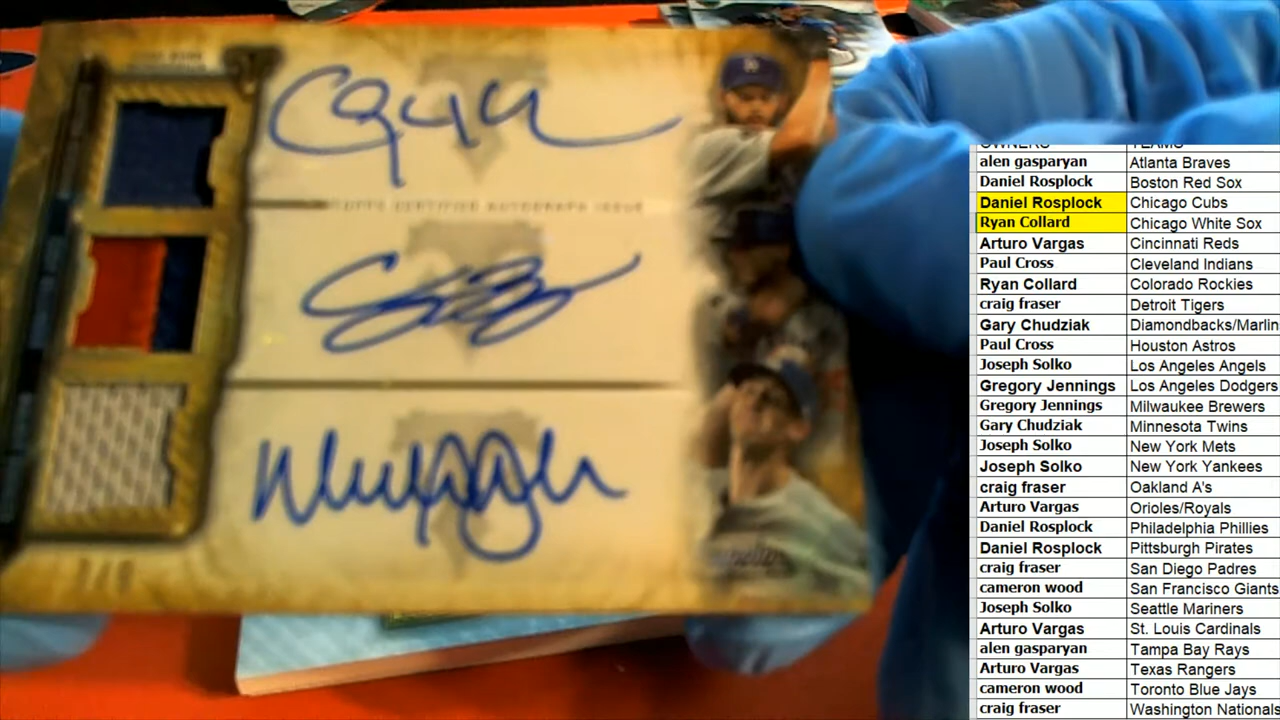 TOPPS CERTIFIED AUTOGRAPH ISSUE
OWNERS TEAMS
alen gasparyan Atlanta Braves
Daniel Rosplock Boston Red Sox
Daniel Rosplock Chicago Cubs
Ryan Collard Chicago White Sox
Arturo Vargas Cincinnati Reds
Paul Cross Cleveland Indians
Ryan Collard Colorado Rockies
craig fraser Detroit Tigers
Gary Chudziak Diamondbacks/Marlin
Paul Cross Houston Astros
Joseph Solko Los Angeles Angels
Gregory Jennings Los Angeles Dodgers
Gregory Jennings Milwaukee Brewers
Gary Chudziak Minnesota Twins
Joseph Solko New York Mets
Joseph Solko New York Yankees
craig fraser Oakland A's
Arturo Vargas Orioles/Royals
Daniel Rosplock Philadelphia Phillies
Daniel Rosplock Pittsburgh Pirates
craig fraser San Diego Padres
cameron wood San Francisco Giants
Joseph Solko Seattle Mariners
Arturo Vargas St. Louis Cardinals
alen gasparyan Tampa Bay Rays
Arturo Vargas Texas Rangers
cameron wood Toronto Blue Jays
craig fraser Washington Nationals